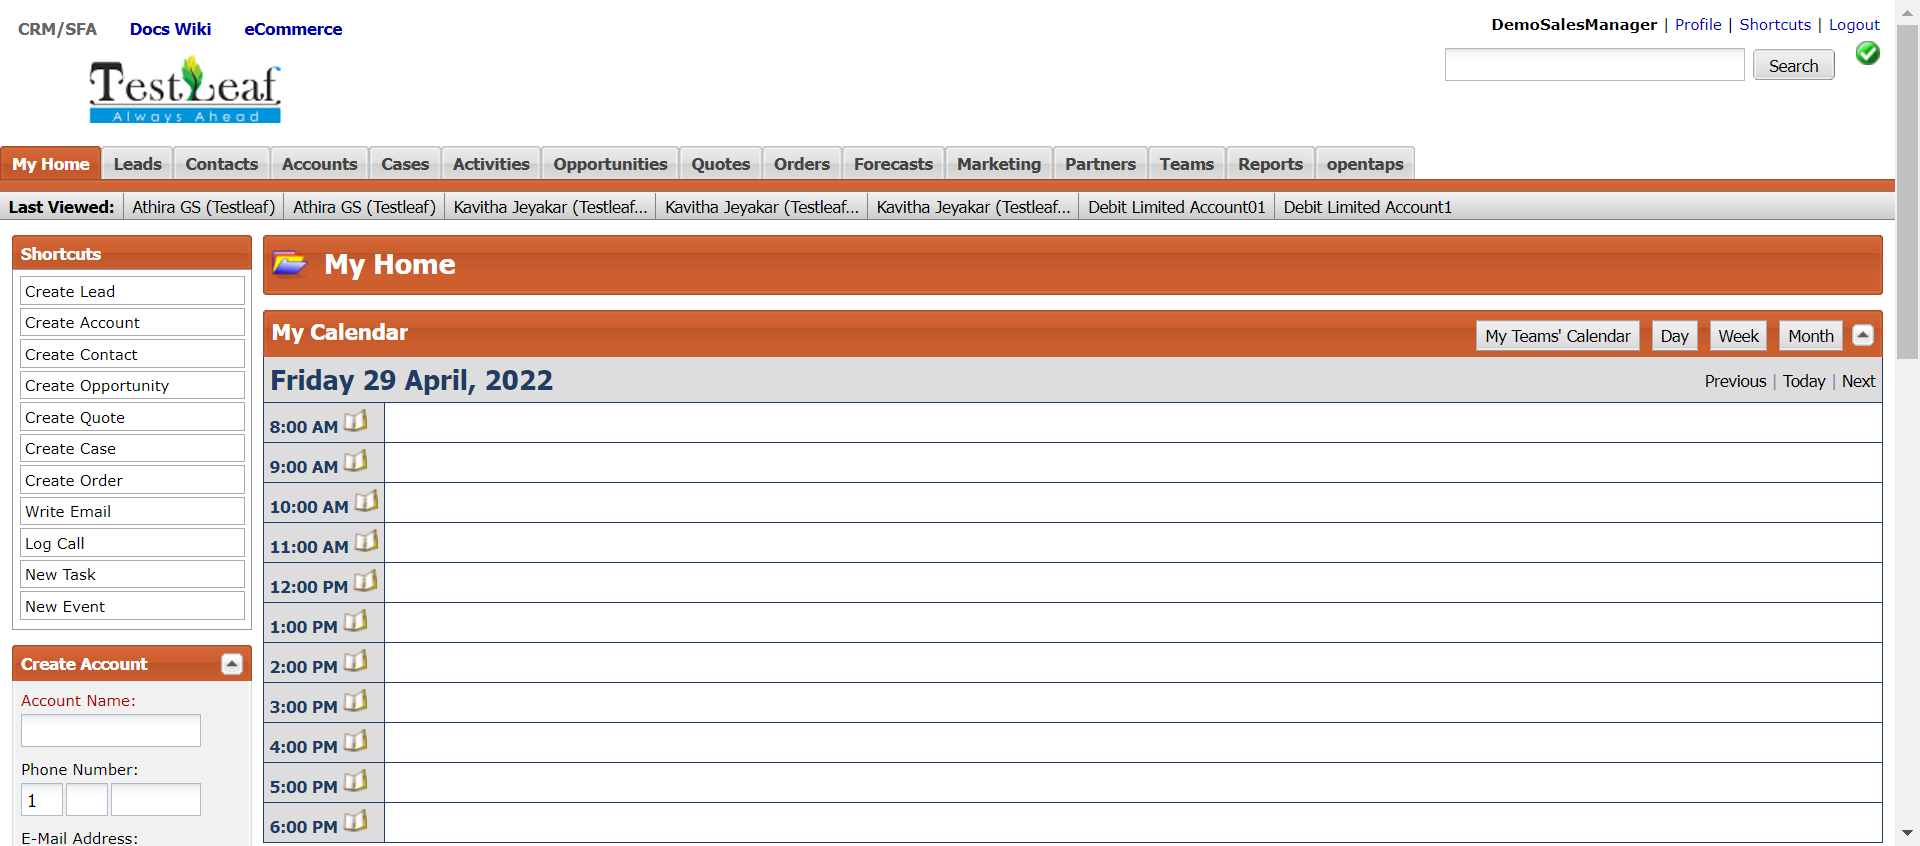 CRM/SFA Docs Wiki eCommerce
DemoSalesManager | Profile | Shortcuts | Logout
Search
TestLeaf
Always Ahead
My Home Leads Contacts Accounts Cases Activities Opportunities Quotes Orders Forecasts Marketing Partners Teams Reports opentaps
Last Viewed: Athira GS (Testleaf) Athira GS (Testleaf) Kavitha Jeyakar (Testleaf... Kavitha Jeyakar (Testleaf... Kavitha Jeyakar (Testleaf... Debit Limited Account01 Debit Limited Account1
Shortcuts
Create Lead
Create Account
Create Contact
Create Opportunity
Create Quote
Create Case
Create Order
Write Email
Log Call
New Task
New Event
Create Account
Account Name:
Phone Number:
1
E-Mail Address:
My Home
My Calendar
My Teams' Calendar Day Week Month
Friday 29 April, 2022
Previous | Today | Next
8:00 AM
9:00 AM
10:00 AM
11:00 AM
12:00 PM
1:00 PM
2:00 PM
3:00 PM
4:00 PM
5:00 PM
6:00 PM